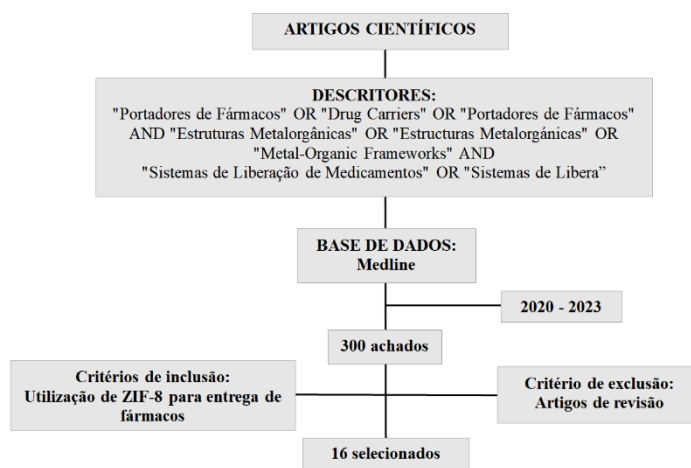 ARTIGOS CIENTÍFICOS
DESCRITORES:
"Portadores de Fármacos" OR "Drug Carriers" OR "Portadores de Fármacos"
AND "Estruturas Metalorgânicas" OR "Estructuras Metalorgánicas" OR
"Metal-Organic Frameworks" AND
"Sistemas de Liberação de Medicamentos" OR "Sistemas de Libera”
BASE DE DADOS:
Medline
2020 - 2023
300 achados
Critérios de inclusão:
Utilização de ZIF-8 para entrega de
fármacos
Critério de exclusão:
Artigos de revisão
16 selecionados